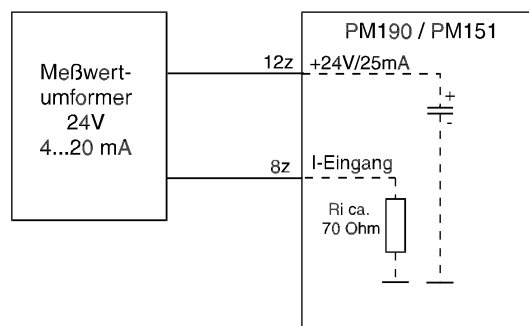 PM190 / PM151
Meßwert-
umformer
24V
4...20 mA
12z
+24V/25mA
+
-
8z
I-Eingang
Ri ca.
70 Ohm